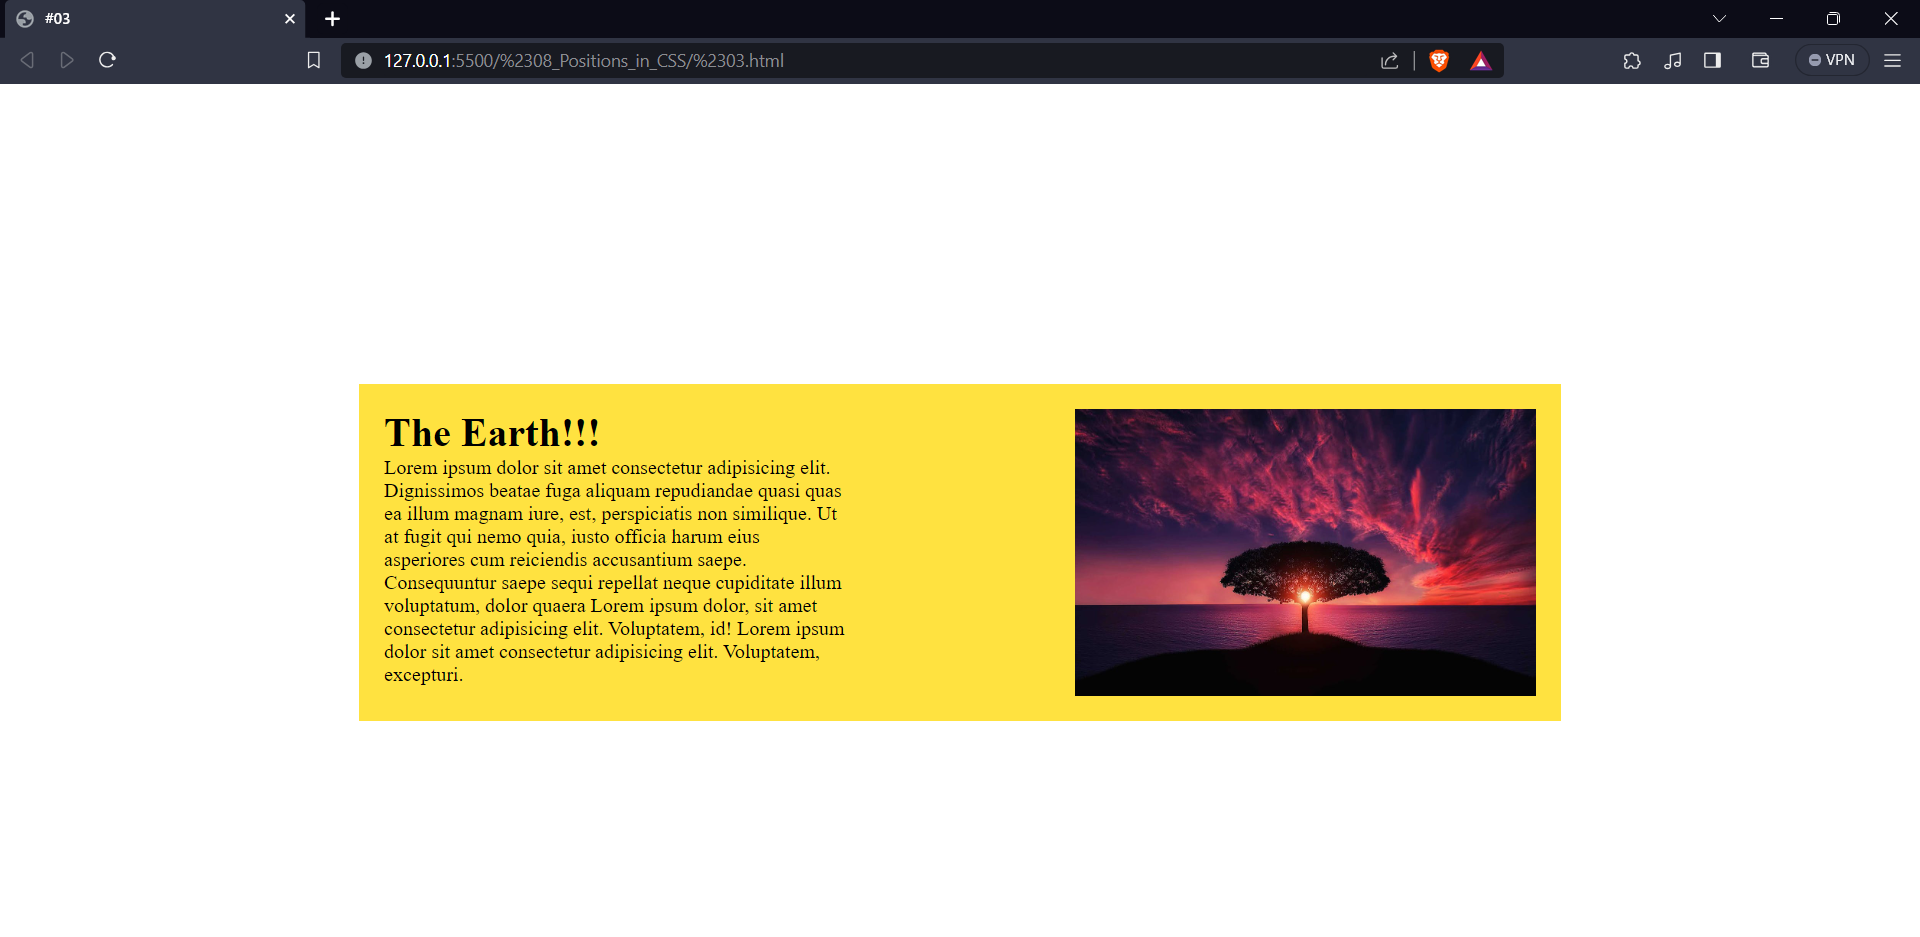 #03
127.0.0.1:5500/%2308_Positions_in_CSS/%2303.html
VPN
The Earth!!!
Lorem ipsum dolor sit amet consectetur adipisicing elit.
Dignissimos beatae fuga aliquam repudiandae quasi quas
ea illum magnam iure, est, perspiciatis non similique. Ut
at fugit qui nemo quia, iusto officia harum eius
asperiores cum reiciendis accusantium saepe.
Consequuntur saepe sequi repellat neque cupiditate illum
voluptatum, dolor quaera Lorem ipsum dolor, sit amet
consectetur adipisicing elit. Voluptatem, id! Lorem ipsum
dolor sit amet consectetur adipisicing elit. Voluptatem,
excepturi.